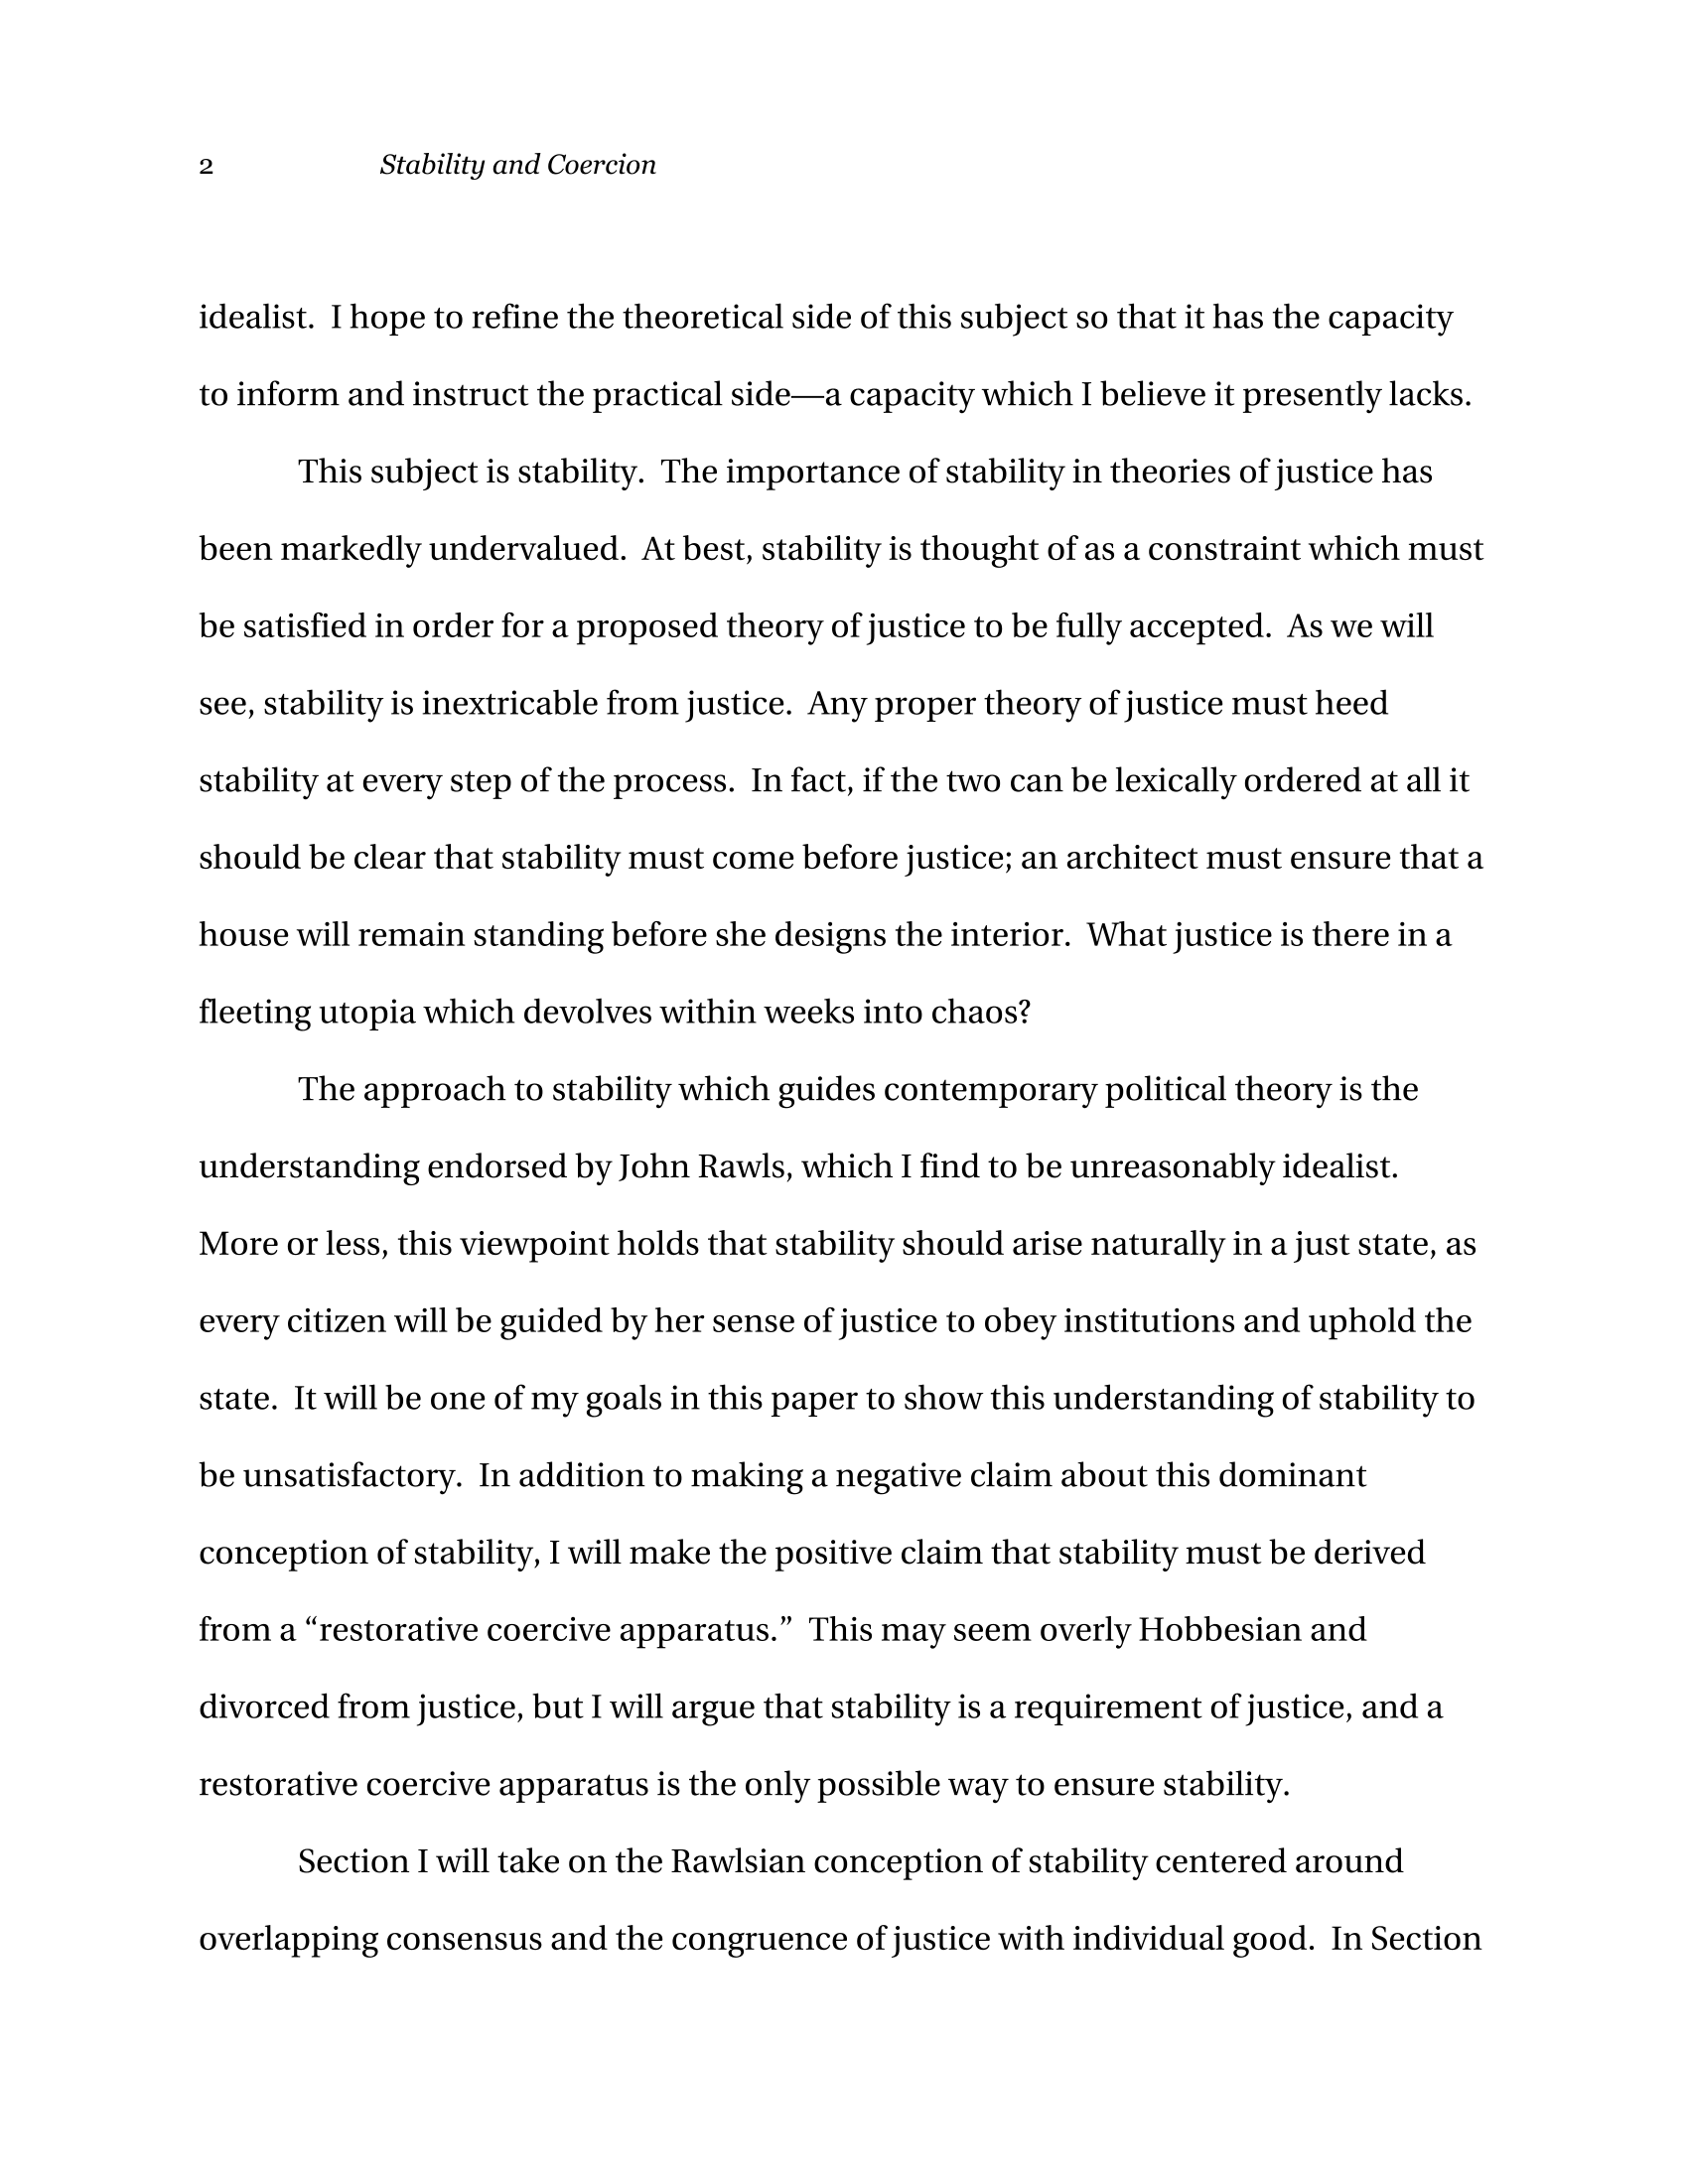 2 Stability and Coercion
idealist.  I hope to refine the theoretical side of this subject so that it has the capacity
to inform and instruct the practical side—a capacity which I believe it presently lacks.
This subject is stability.  The importance of stability in theories of justice has
been markedly undervalued.  At best, stability is thought of as a constraint which must
be satisfied in order for a proposed theory of justice to be fully accepted.  As we will
see, stability is inextricable from justice.  Any proper theory of justice must heed
stability at every step of the process.  In fact, if the two can be lexically ordered at all it
should be clear that stability must come before justice; an architect must ensure that a
house will remain standing before she designs the interior.  What justice is there in a
fleeting utopia which devolves within weeks into chaos?
The approach to stability which guides contemporary political theory is the
understanding endorsed by John Rawls, which I find to be unreasonably idealist.
More or less, this viewpoint holds that stability should arise naturally in a just state, as
every citizen will be guided by her sense of justice to obey institutions and uphold the
state.  It will be one of my goals in this paper to show this understanding of stability to
be unsatisfactory.  In addition to making a negative claim about this dominant
conception of stability, I will make the positive claim that stability must be derived
from a “restorative coercive apparatus.”  This may seem overly Hobbesian and
divorced from justice, but I will argue that stability is a requirement of justice, and a
restorative coercive apparatus is the only possible way to ensure stability.
Section I will take on the Rawlsian conception of stability centered around
overlapping consensus and the congruence of justice with individual good.  In Section